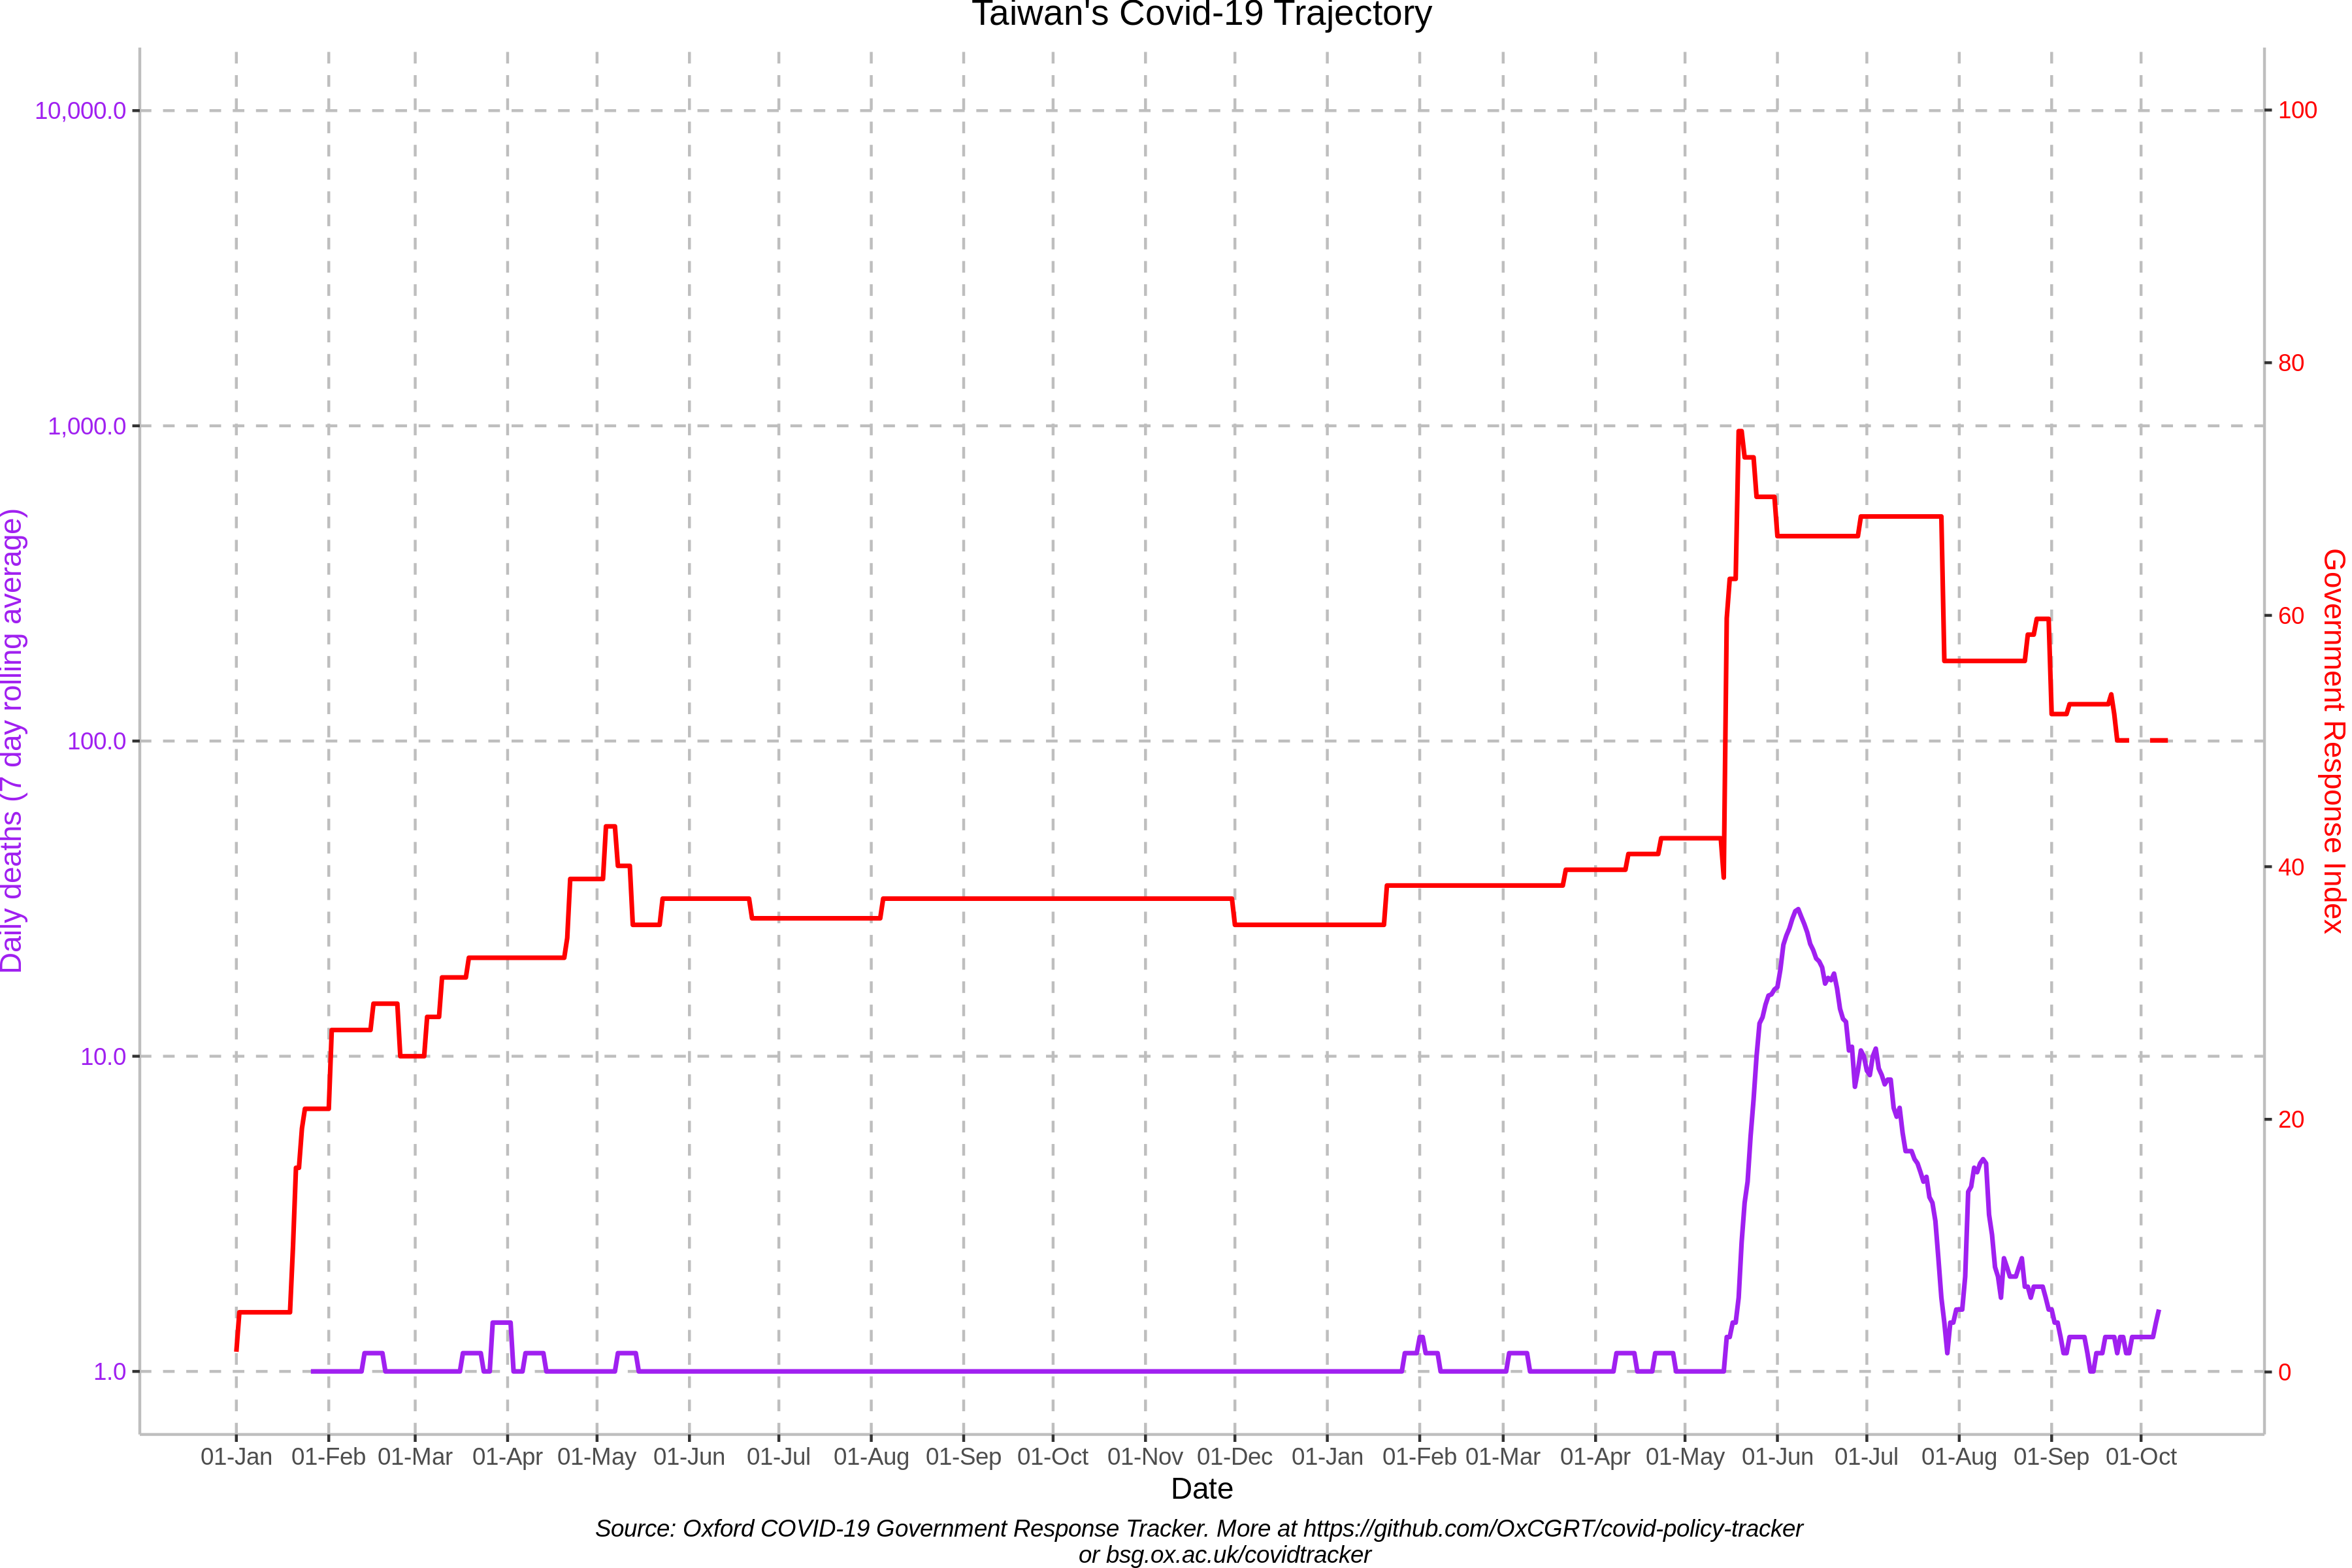 Taiwan's Covid-19 Trajectory
Daily deaths (7 day rolling average)
10,000.0
1,000.0
100.0
10.0
1.0
100
80
60
40
20
0
Government Response Index
01-Jan 01-Feb 01-Mar 01-Apr 01-May 01-Jun 01-Jul 01-Aug 01-Sep 01-Oct 01-Nov 01-Dec 01-Jan 01-Feb 01-Mar 01-Apr 01-May 01-Jun 01-Jul 01-Aug 01-Sep 01-Oct
Date
Source: Oxford COVID-19 Government Response Tracker. More at https://github.com/OxCGRT/covid-policy-tracker
or bsg.ox.ac.uk/covidtracker